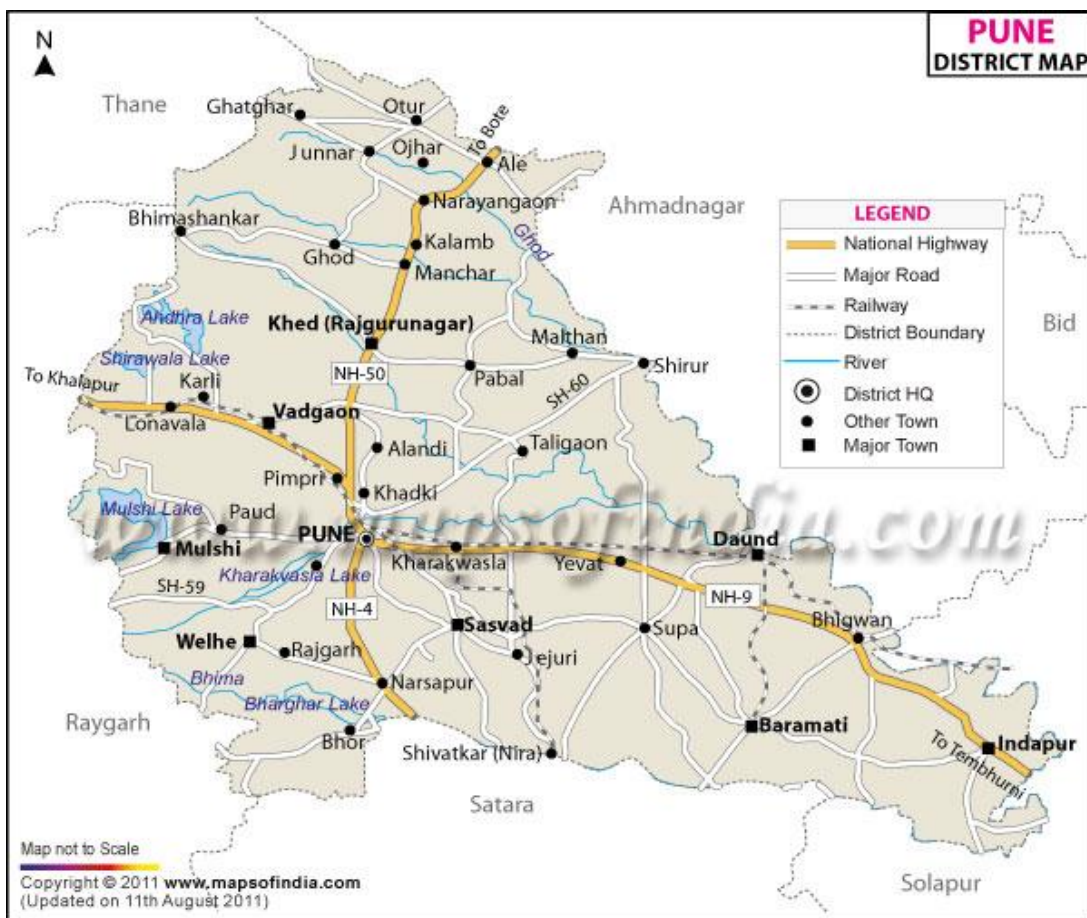 PUNE
DISTRICT MAP
N
Thane
Ghatghar
Otur
To Bote
Junnar
Ojhar
Ale
Narayangaon
Ahmadnagar
Bhimashankar
Ghod
Kalamb
Ghod
Manchar
LEGEND
National Highway
Major Road
Railway
District Boundary
River
District HQ
Other Town
Major Town
Bid
Andhra Lake
Khed (Rajgurunagar)
Shirawala Lake
Malthan
Shirur
To Khalapur
Karli
NH-50
Pabal
SH-60
Lonavala
Vadgaon
Alandi
Taligaon
Pimpri
Khadki
Mulshi Lake
Paud
www.mapsofindia.com
PUNE
Mulshi
Kharakwasla
Yevat
Daund
Kharakvasla Lake
SH-59
NH-4
NH-9
Welhe
Sasvad
Supa
Bhigwan
Rajgarh
Jejuri
Bhima
Narsapur
Bharghar Lake
Raygarh
Bhor
Shivatkar (Nira)
Baramati
Indapur
To Tembhurni
Satara
Solapur
Map not to Scale
Copyright © 2011 www.mapsofindia.com
(Updated on 11th August 2011)